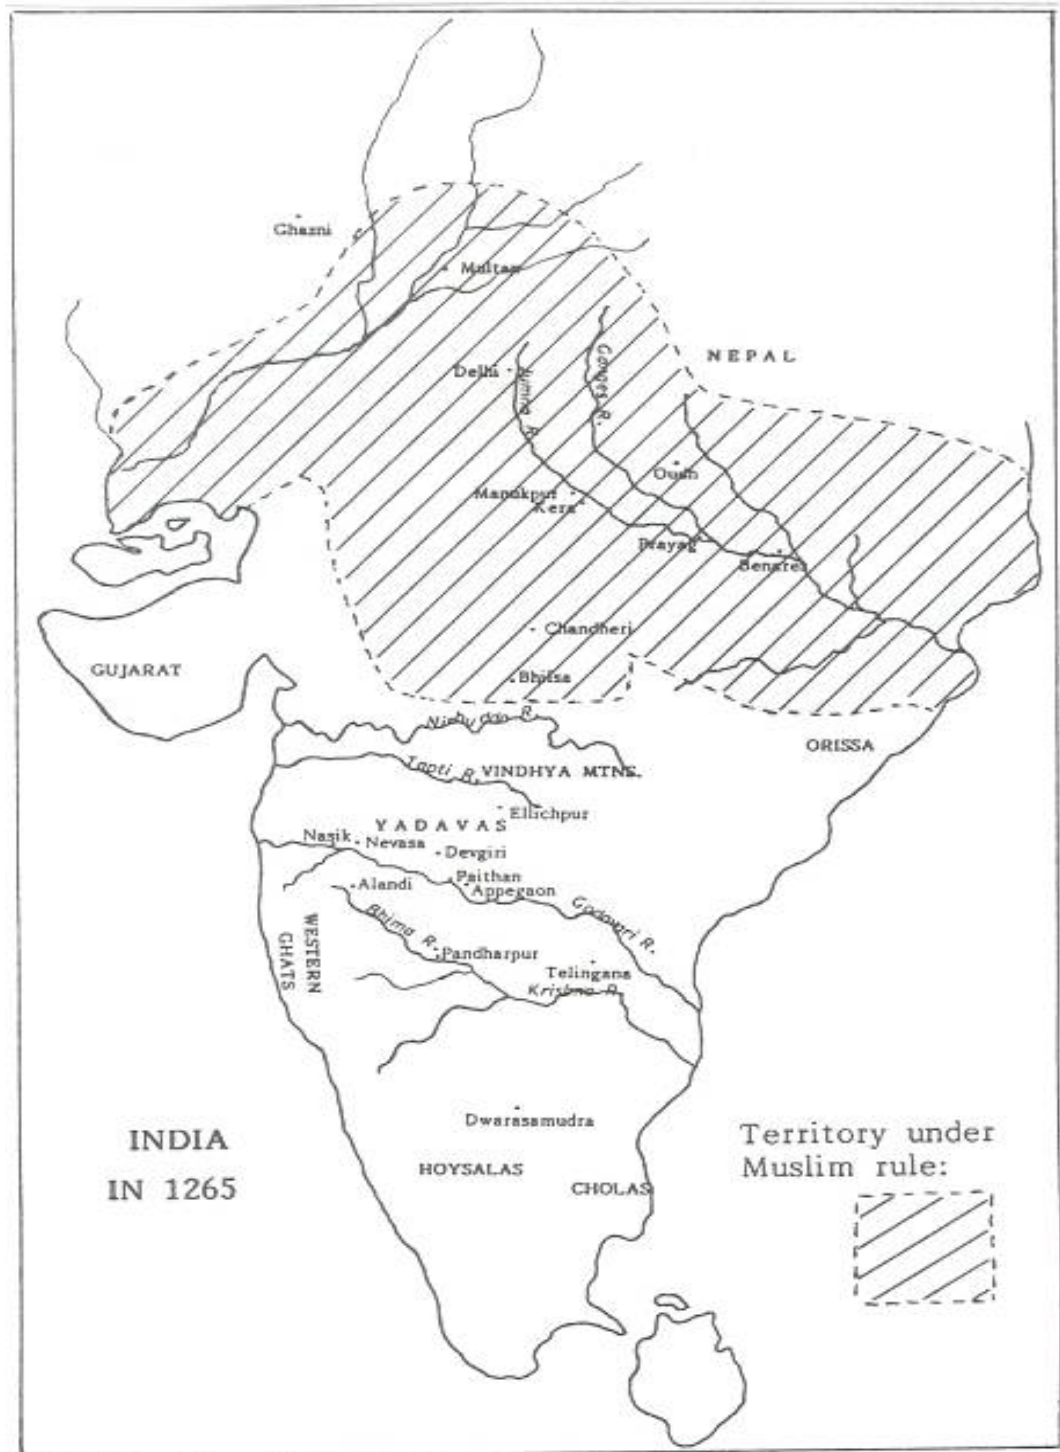 Ghazni
Multan
NEPAL
Delhi
Jumna R.
Ganges R.
Oudh
Manukpur
Kera
Prayag
Benares
Chandheri
GUJARAT
Bhilsa
ORISSA
Tapti R.
VINDHYA MTNS.
Ellichpur
YADAVAS
Nasik
Nevasa
Devgiri
Paithan
Alandi
Appegaon
Godavari R.
Bhima R.
WESTERN
GHATS
Pandharpur
Telingana
Krishna R.
Dwarasamudra
HOYSALAS
CHOLAS
INDIA
IN 1265
Territory under
Muslim rule: